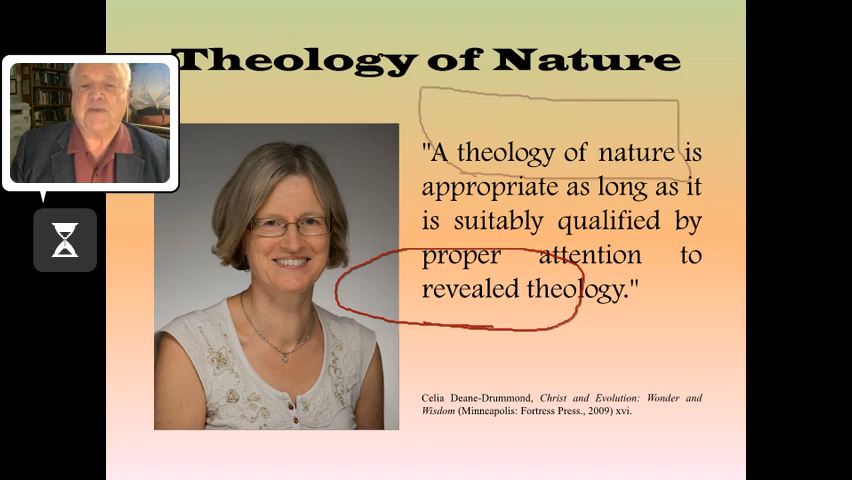 Theology of Nature
"A theology of nature is
appropriate as long as it
is suitably qualified by
proper attention to
revealed theology."
Celia Deane-Drummond, Christ and Evolution: Wonder and
Wisdom (Minneapolis: Fortress Press., 2009) xvi.